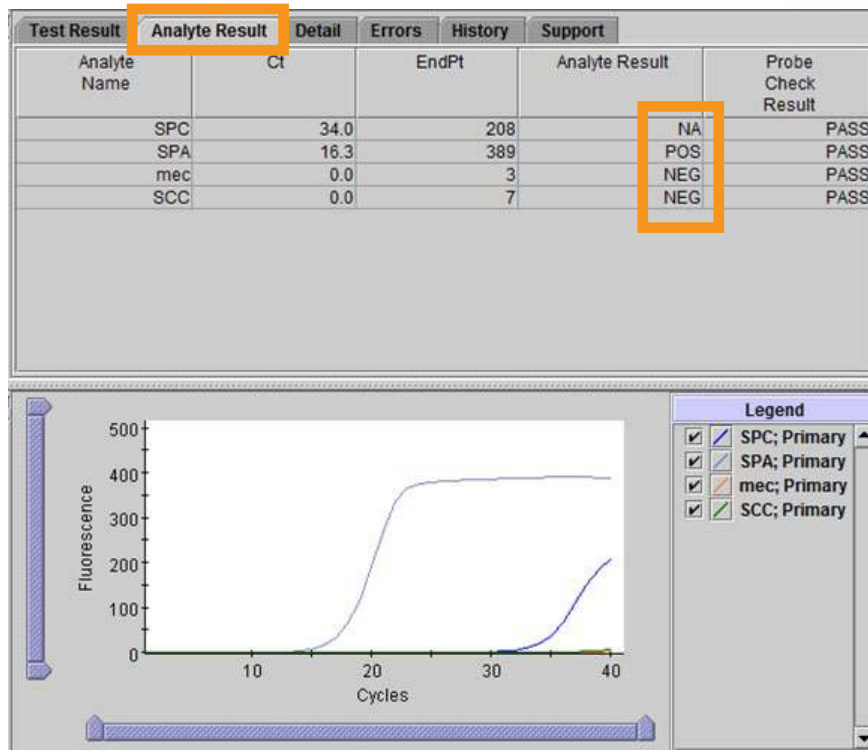 Test Result Analyte Result Detail Errors History Support
Analyte Name Ct EndPt Analyte Result Probe Check Result
SPC 34.0 208 NA PASS
SPA 16.3 389 POS PASS
mec 0.0 3 NEG PASS
SCC 0.0 7 NEG PASS
500
400
300
200
100
0
Fluorescence
10 20 30 40
Cycles
Legend
SPC; Primary
SPA; Primary
mec; Primary
SCC; Primary